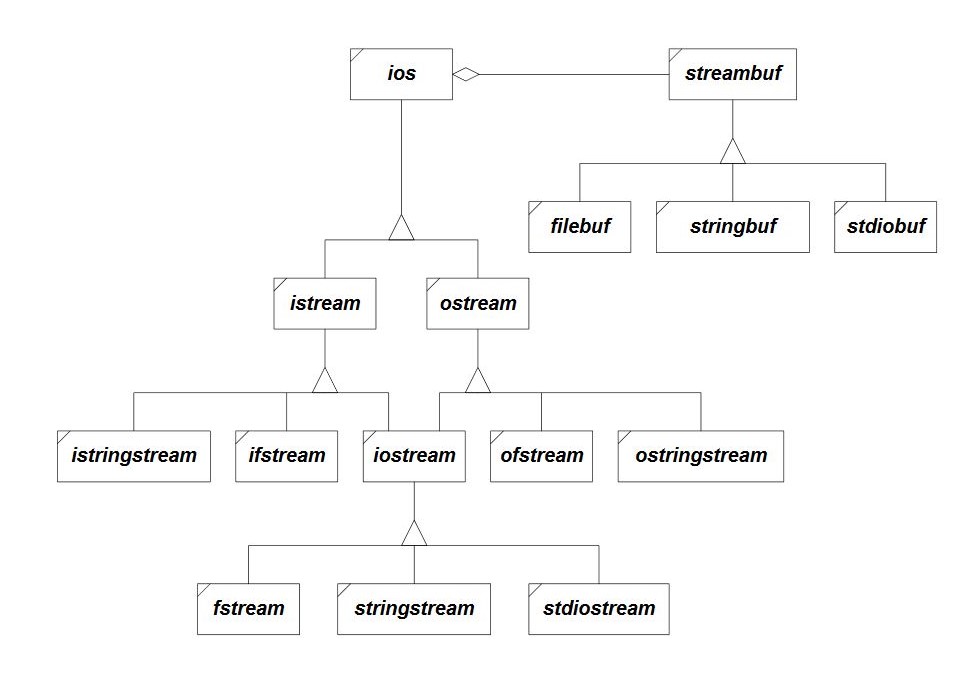 ios
streambuf
filebuf
stringbuf
stdiobuf
istream
ostream
istringstream
ifstream
iostream
ofstream
ostringstream
fstream
stringstream
stdiostream